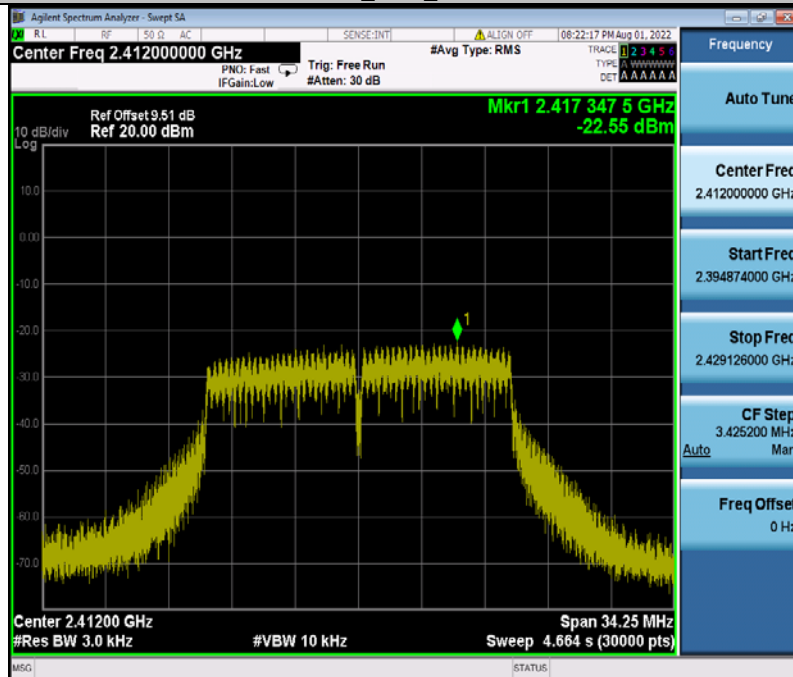 Agilent Spectrum Analyzer - Swept SA
RL RF 50 Ω AC SENSE:INT ALIGN OFF 08:22:17 PM Aug 01, 2022
Center Freq 2.412000000 GHz
PNO: Fast
IFGain:Low
Trig: Free Run
#Atten: 30 dB
#Avg Type: RMS
TRACE 1 2 3 4 5 6
TYPE A WWWWW
DET A A A A A A
Ref Offset 9.51 dB
10 dB/div Ref 20.00 dBm
Log
Mkr1 2.417 347 5 GHz
-22.55 dBm
10.0
0.00
-10.0
-20.0
-30.0
-40.0
-50.0
-60.0
-70.0
1
Center 2.41200 GHz
Span 34.25 MHz
#Res BW 3.0 kHz
#VBW 10 kHz
Sweep 4.664 s (30000 pts)
MSG
STATUS
Frequency
Auto Tune
Center Freq
2.412000000 GHz
Start Freq
2.394874000 GHz
Stop Freq
2.429126000 GHz
CF Step
3.425200 MHz
Auto Man
Freq Offset
0 Hz